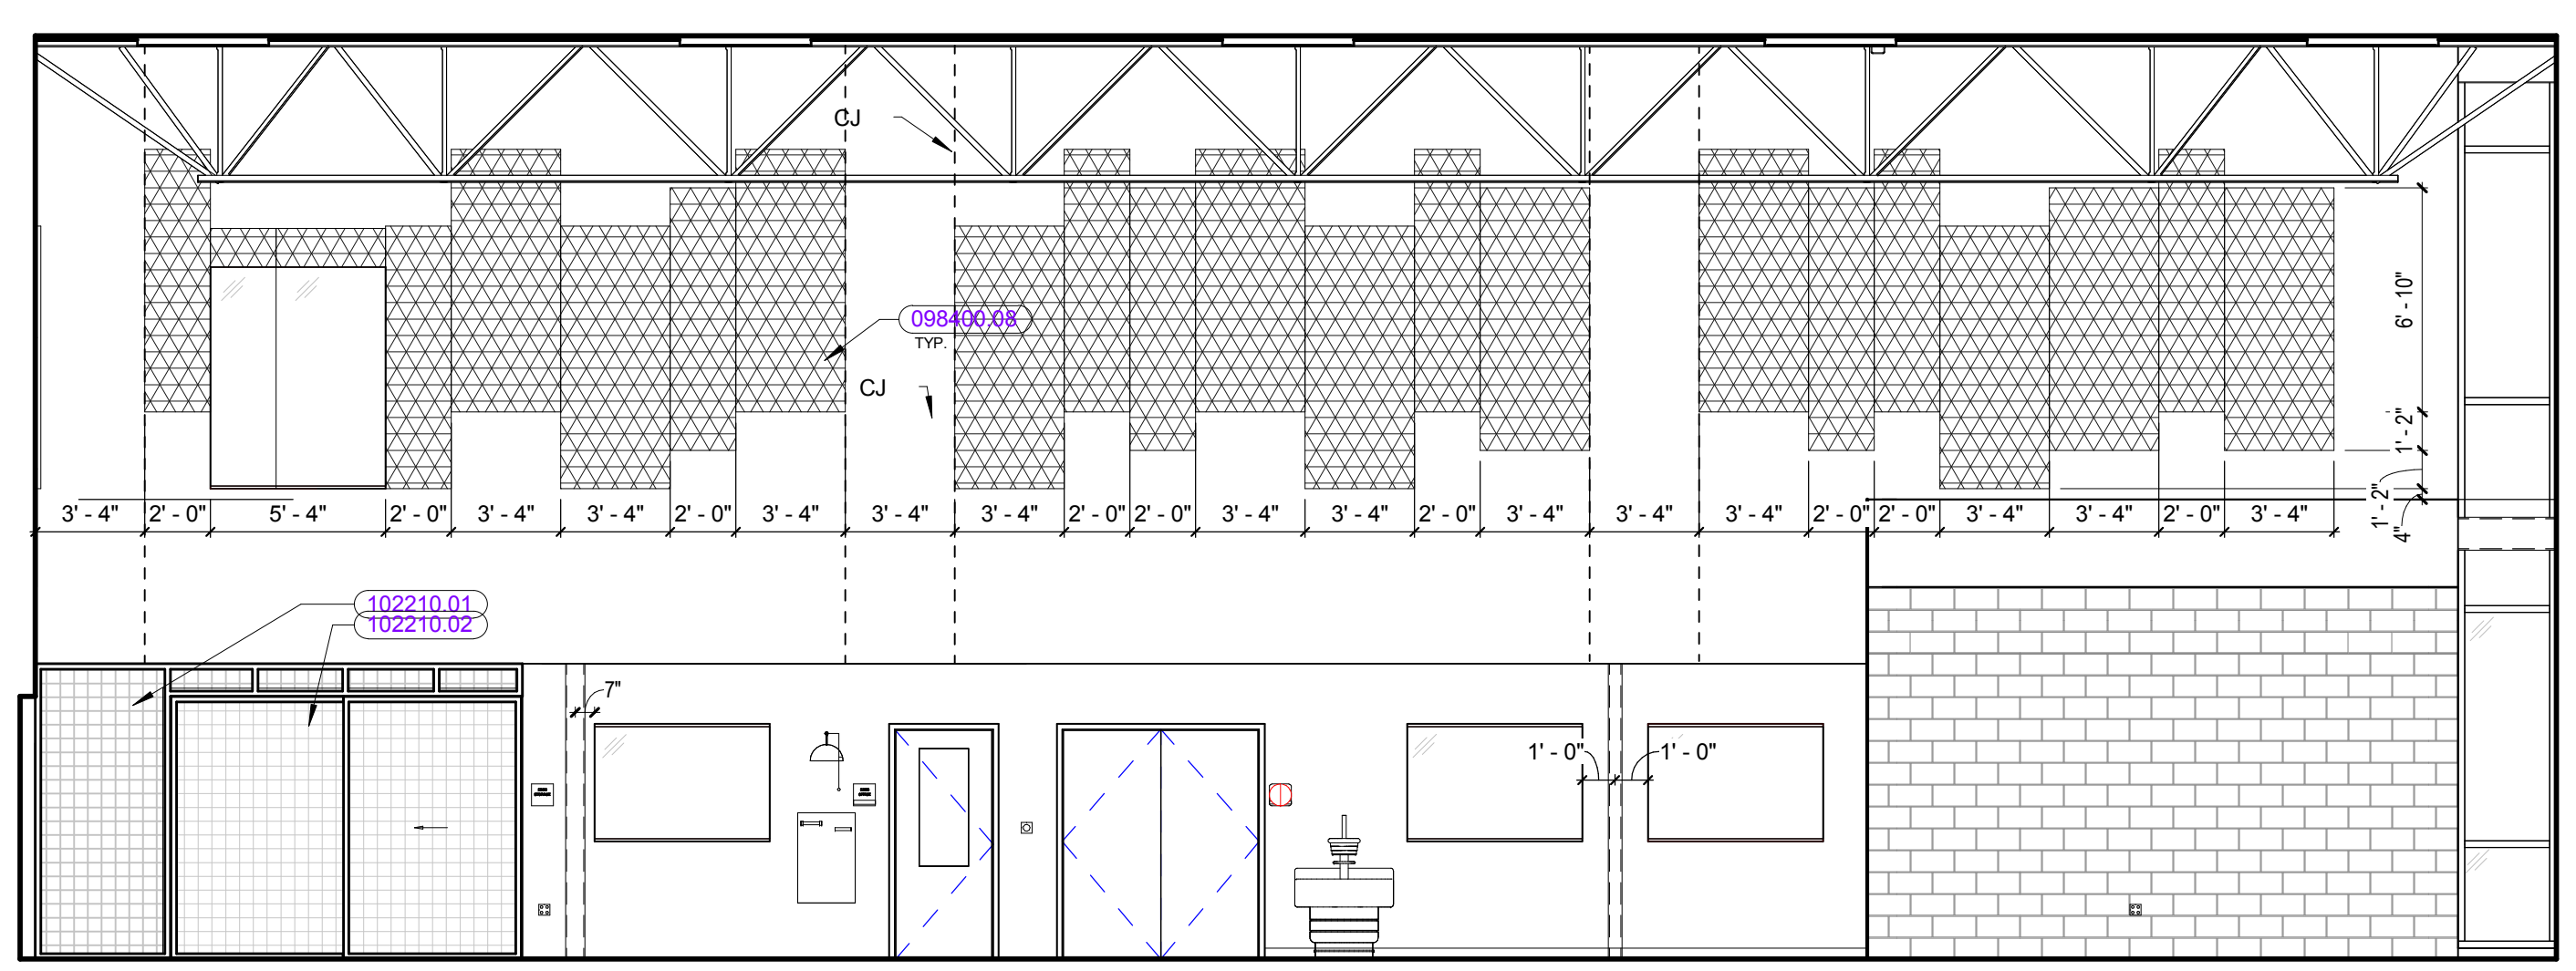 CJ
098400.08
TYP.
CJ
6' - 10"
1' - 2"
1' - 2"
4"
3' - 4" 2' - 0" 5' - 4" 2' - 0" 3' - 4" 3' - 4" 2' - 0" 3' - 4" 3' - 4" 3' - 4" 2' - 0" 2' - 0" 3' - 4" 3' - 4" 2' - 0" 3' - 4" 3' - 4" 3' - 4" 2' - 0" 2' - 0" 3' - 4" 3' - 4" 2' - 0" 3' - 4"
102210.01
102210.02
7"
1' - 0" 1' - 0"